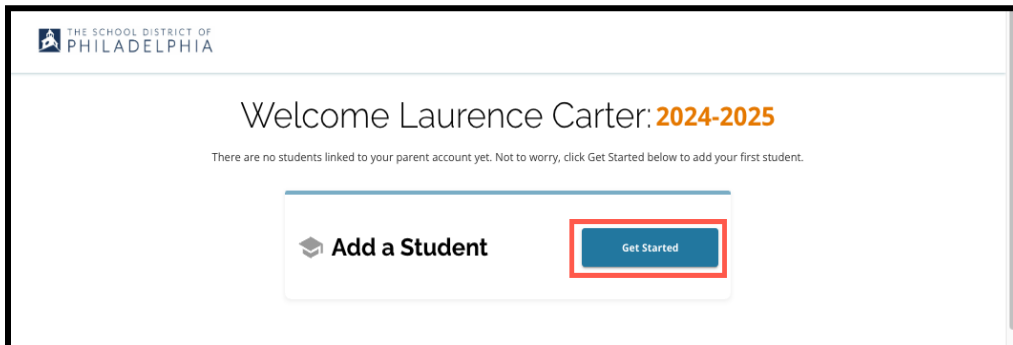 THE SCHOOL DISTRICT OF
PHILADELPHIA
Welcome Laurence Carter: 2024-2025
There are no students linked to your parent account yet. Not to worry, click Get Started below to add your first student.
Add a Student
Get Started